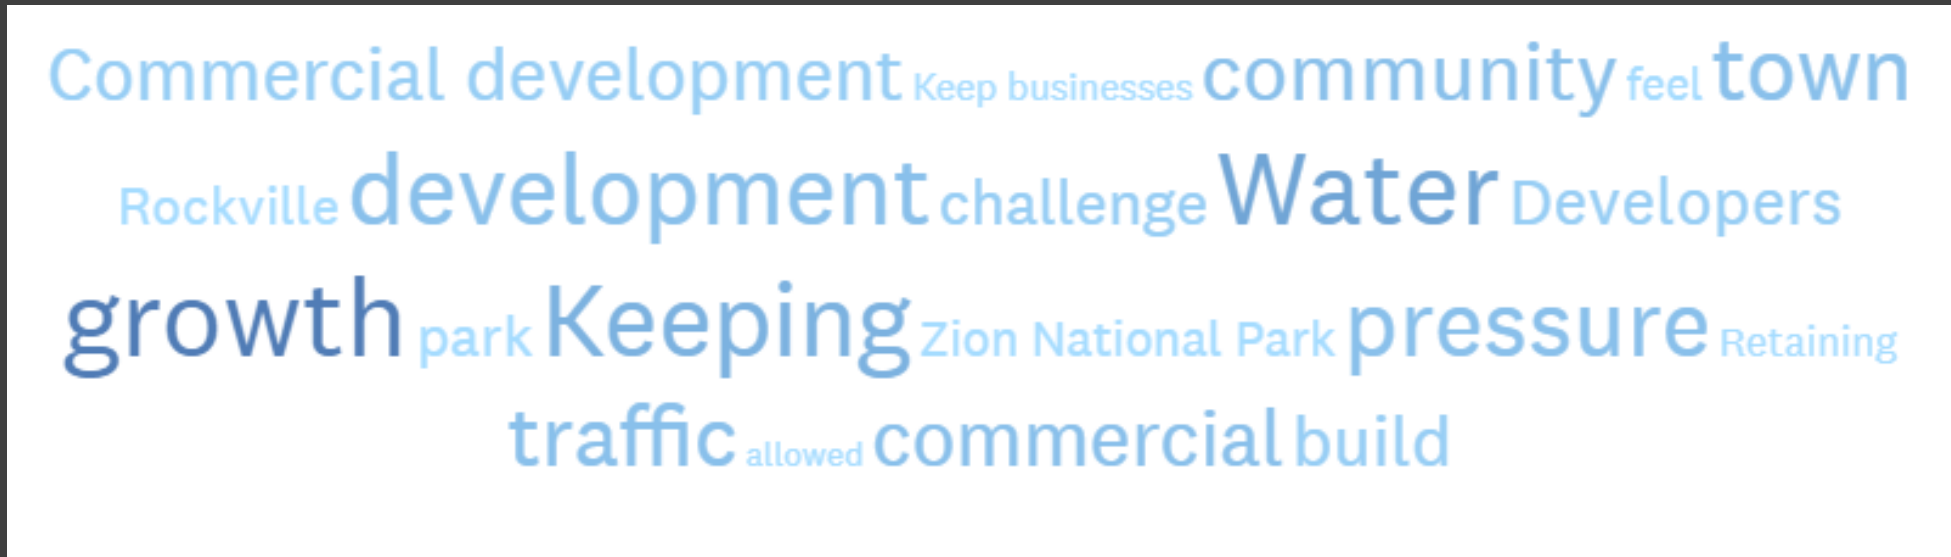 Commercial development Keep businesses community feel town
Rockville development challenge Water Developers
growth park Keeping Zion National Park pressure Retaining
traffic allowed commercial build